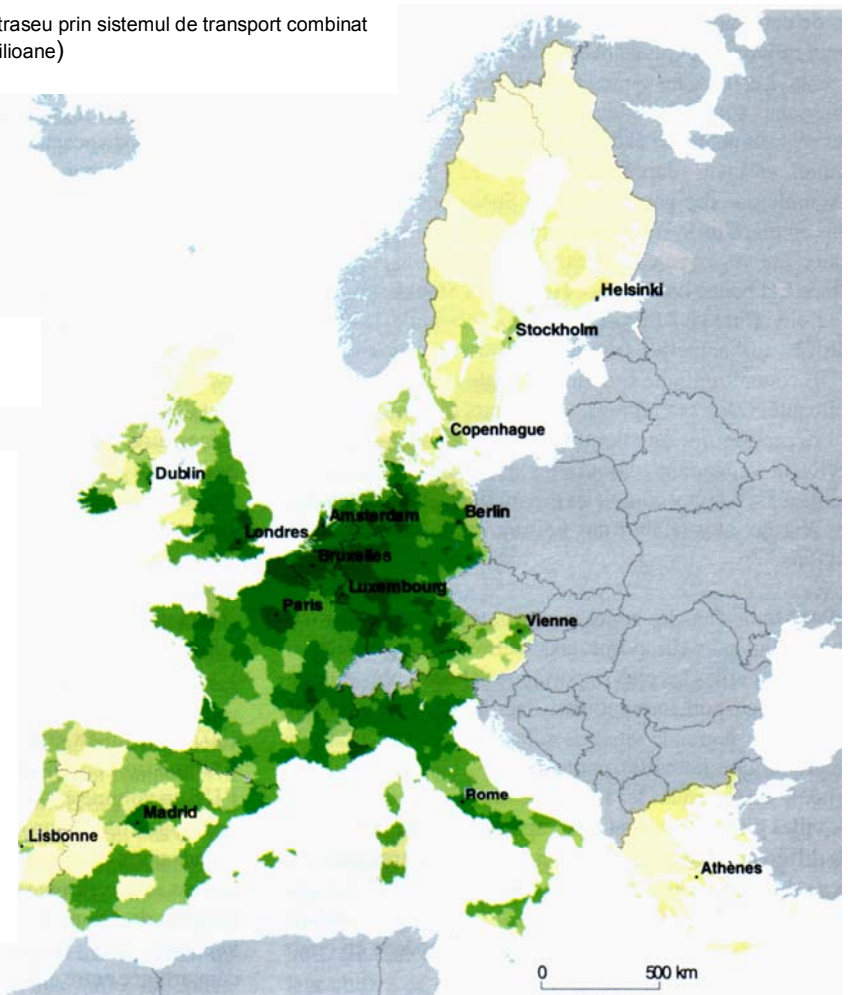 traseu prin sistemul de transport combinat
ilioane)
Helsinki
Stockholm
Copenhague
Dublin
Londres
Amsterdam
Berlin
Bruxelles
Luxembourg
Paris
Vienne
Rome
Madrid
Lisbonne
Athènes
0 500 km